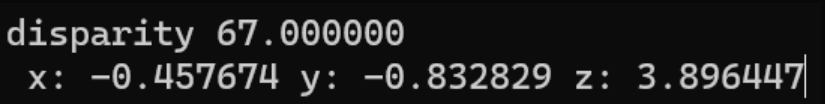 disparity 67.000000
x: -0.457674 y: -0.832829 z: 3.896447